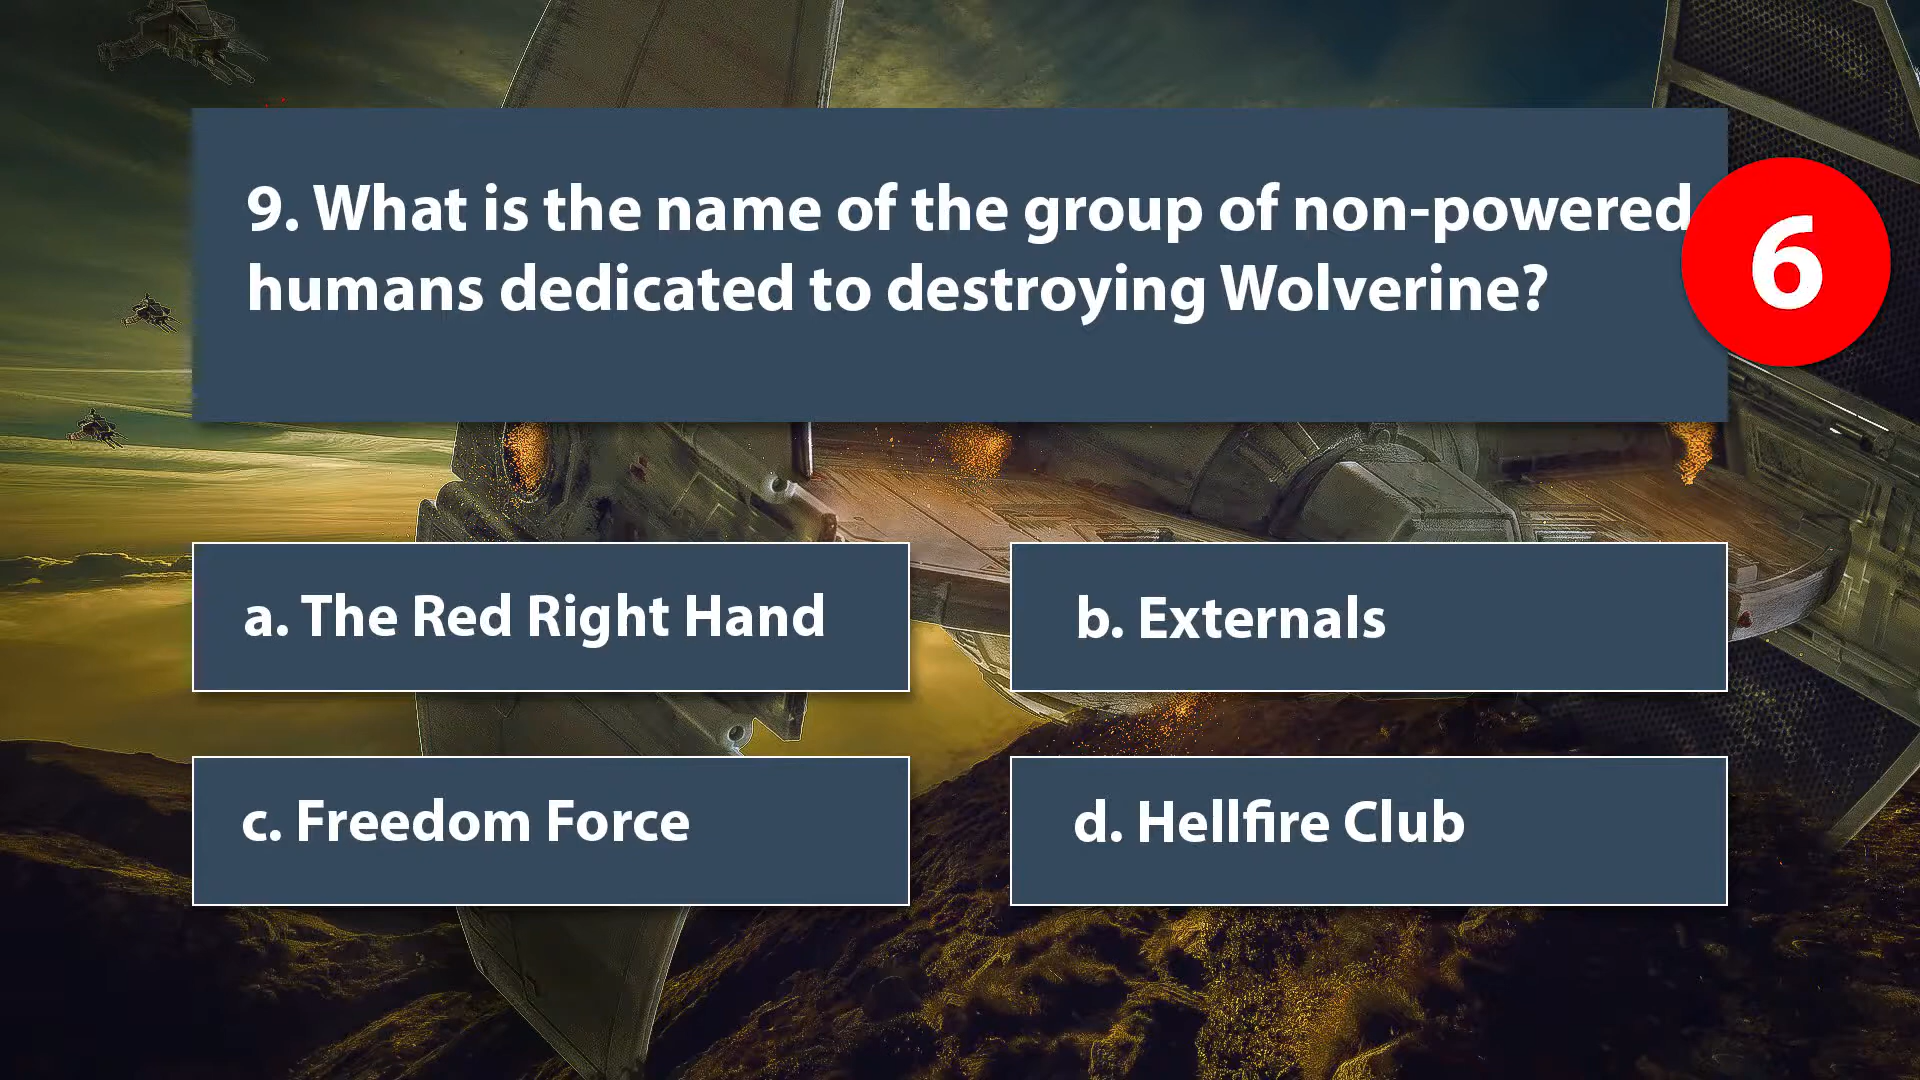 9. What is the name of the group of non-powered
humans dedicated to destroying Wolverine?
6
a. The Red Right Hand
b. Externals
c. Freedom Force
d. Hellfire Club